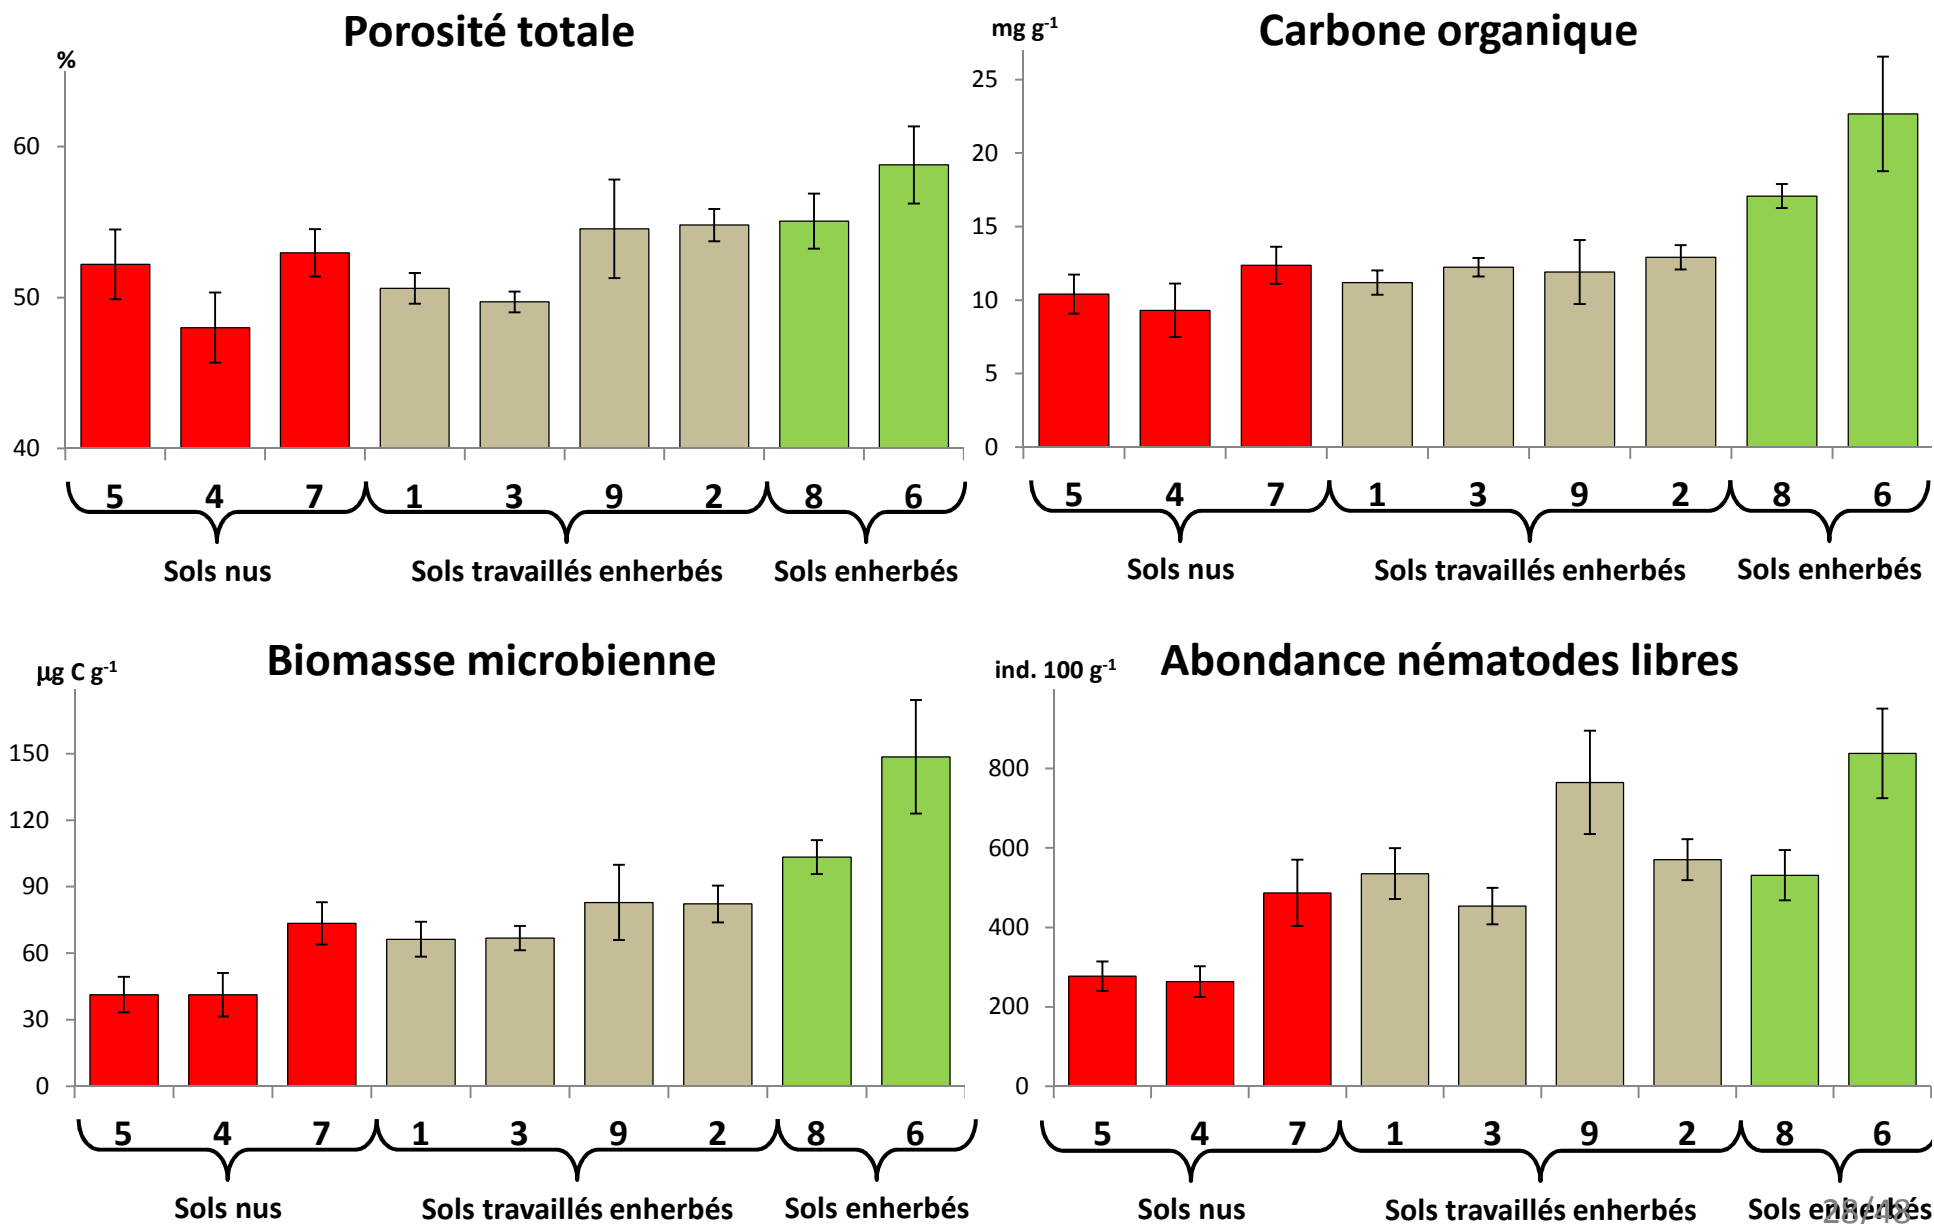 Porosité totale
%
60
50
40
5 4 7 1 3 9 2 8 6
Sols nus Sols travaillés enherbés Sols enherbés
Carbone organique
mg g-1
25
20
15
10
5
0
5 4 7 1 3 9 2 8 6
Sols nus Sols travaillés enherbés Sols enherbés
Biomasse microbienne
µg C g-1
150
120
90
60
30
0
5 4 7 1 3 9 2 8 6
Sols nus Sols travaillés enherbés Sols enherbés
Abondance nématodes libres
ind. 100 g-1
800
600
400
200
0
5 4 7 1 3 9 2 8 6
Sols nus Sols travaillés enherbés Sols enherbés
28/48